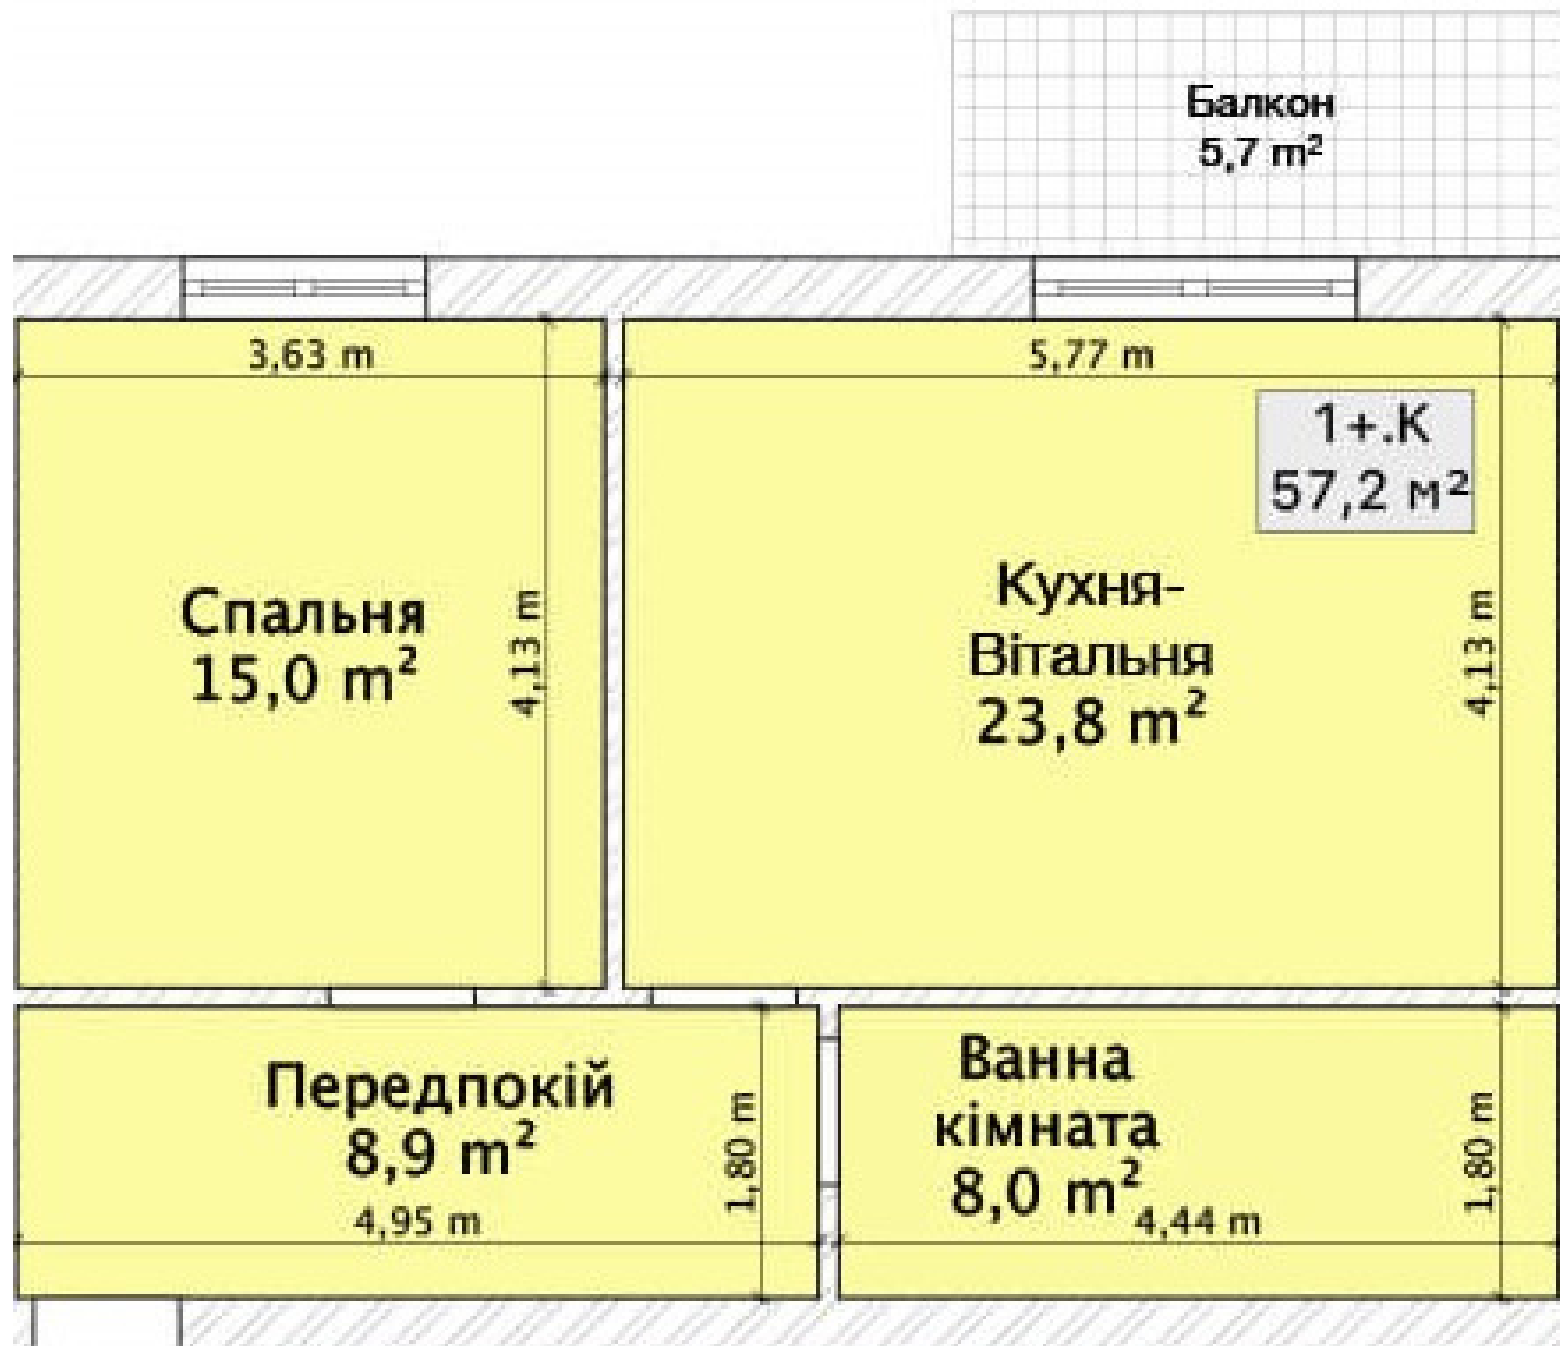 Балкон
5,7 m²
3,63 m
5,77 m
1+.К
57,2 м²
Спальня
15,0 m²
4,13 m
Кухня-
Вітальня
23,8 m²
4,13 m
Передпокій
8,9 m²
4,95 m
1,80 m
Ванна
кімната
8,0 m²
4,44 m
1,80 m